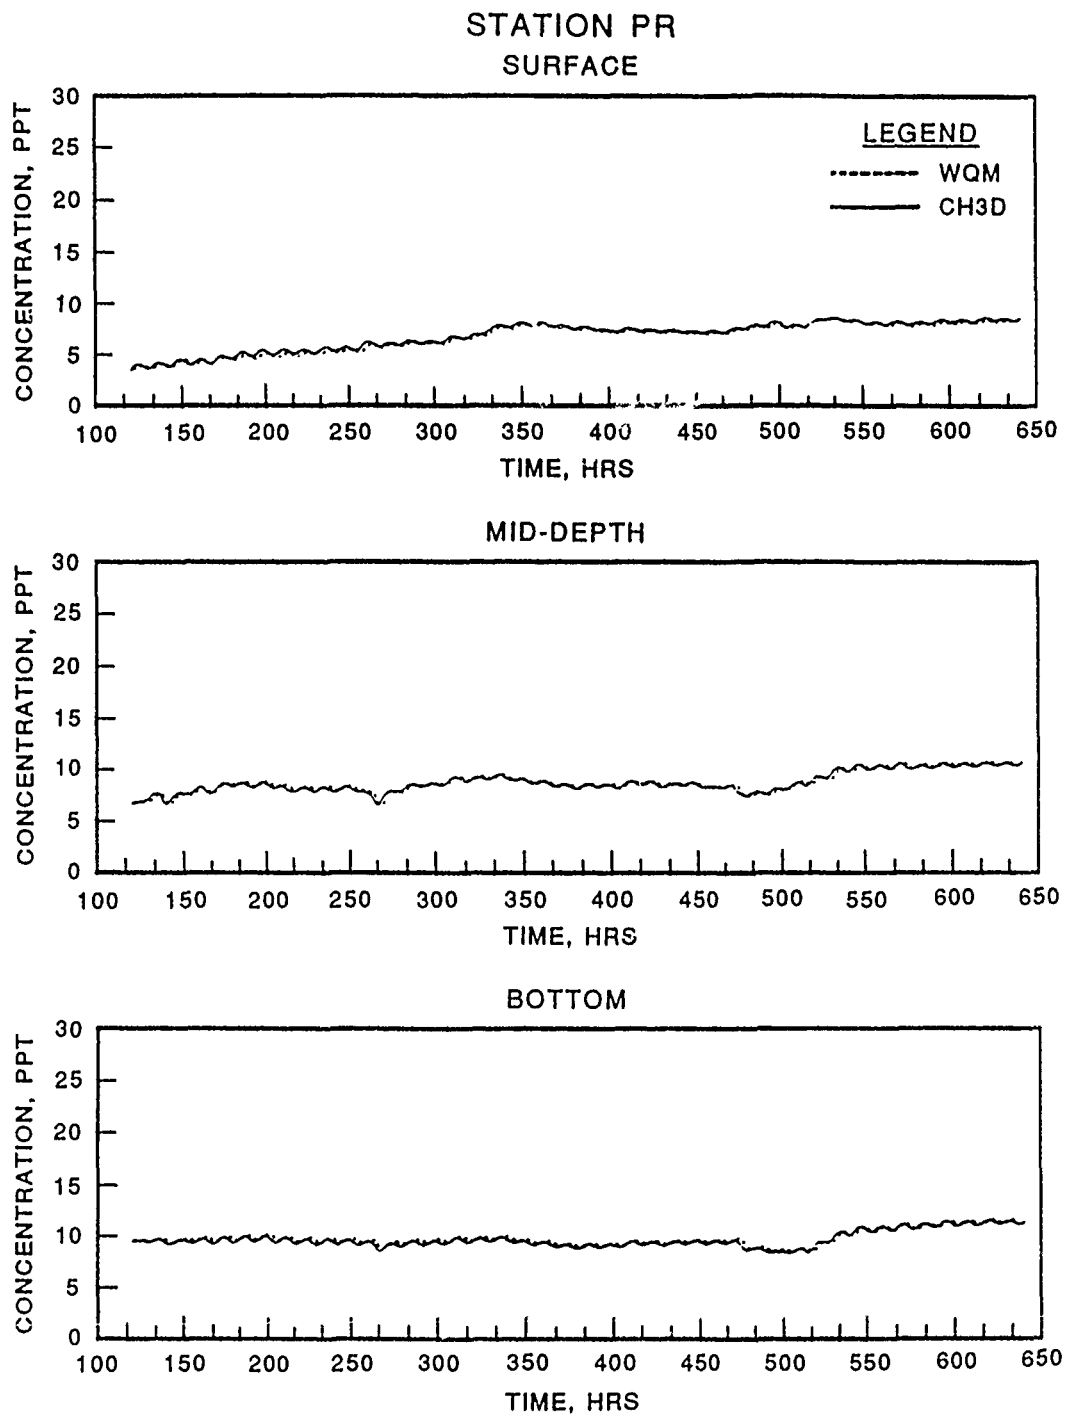 STATION PR
SURFACE
CONCENTRATION, PPT
30
25
20
15
10
5
0
LEGEND
WQM
CH3D
100 150 200 250 300 350 400 450 500 550 600 650
TIME, HRS
MID-DEPTH
CONCENTRATION, PPT
30
25
20
15
10
5
0
100 150 200 250 300 350 400 450 500 550 600 650
TIME, HRS
BOTTOM
CONCENTRATION, PPT
30
25
20
15
10
5
0
100 150 200 250 300 350 400 450 500 550 600 650
TIME, HRS